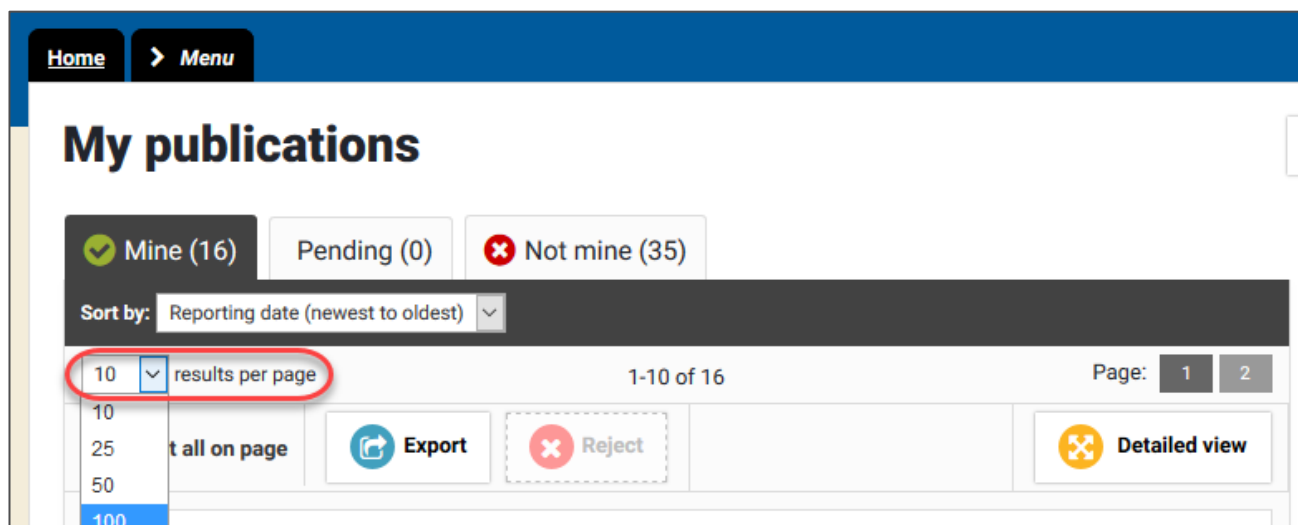 Home Menu
My publications
Mine (16) Pending (0) Not mine (35)
Sort by: Reporting date (newest to oldest)
10 results per page 1-10 of 16 Page: 1 2
10
25 t all on page Export Reject Detailed view
50
100